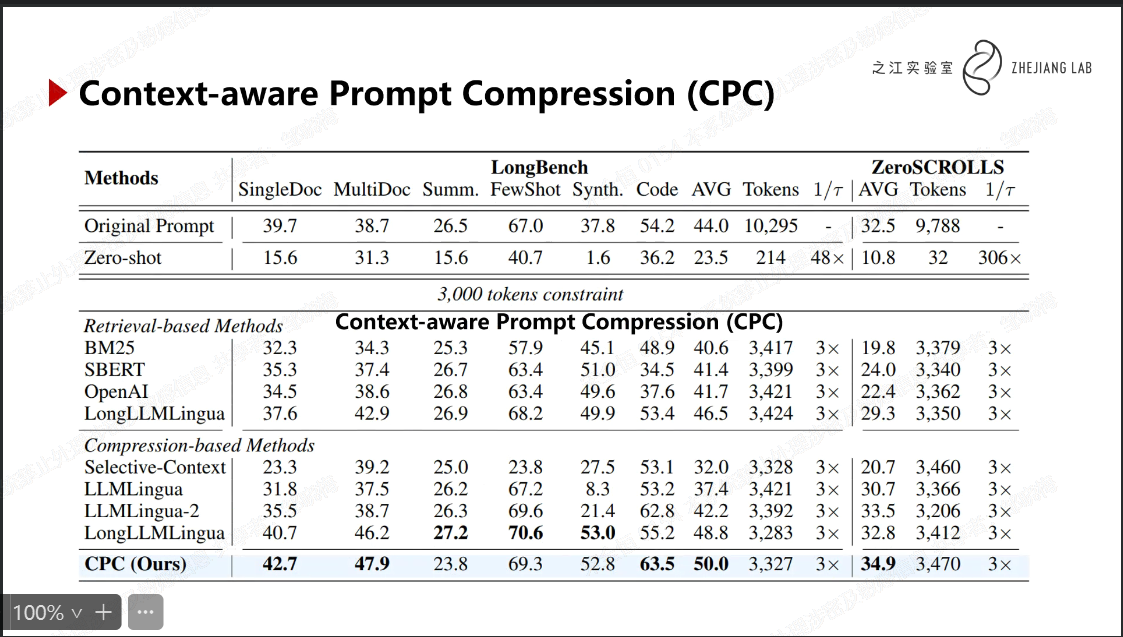 之江实验室 ZHEJIANG LAB
Context-aware Prompt Compression (CPC)
Methods LongBench ZeroSCROLLS
SingleDoc MultiDoc Summ. FewShot Synth. Code AVG Tokens 1/τ AVG Tokens 1/τ
Original Prompt 39.7 38.7 26.5 67.0 37.8 54.2 44.0 10,295 - 32.5 9,788 -
Zero-shot 15.6 31.3 15.6 40.7 1.6 36.2 23.5 214 48× 10.8 32 306×
3,000 tokens constraint
Retrieval-based Methods Context-aware Prompt Compression (CPC)
BM25 32.3 34.3 25.3 57.9 45.1 48.9 40.6 3,417 3× 19.8 3,379 3×
SBERT 35.3 37.4 26.7 63.4 51.0 34.5 41.4 3,399 3× 24.0 3,340 3×
OpenAI 34.5 38.6 26.8 63.4 49.6 37.6 41.7 3,421 3× 22.4 3,362 3×
LongLLMLingua 37.6 42.9 26.9 68.2 49.9 53.4 46.5 3,424 3× 29.3 3,350 3×
Compression-based Methods
Selective-Context 23.3 39.2 25.0 23.8 27.5 53.1 32.0 3,328 3× 20.7 3,460 3×
LLMLingua 31.8 37.5 26.2 67.2 8.3 53.2 37.4 3,421 3× 30.7 3,366 3×
LLMLingua-2 35.5 38.7 26.3 69.6 21.4 62.8 42.2 3,392 3× 33.5 3,206 3×
LongLLMLingua 40.7 46.2 27.2 70.6 53.0 55.2 48.8 3,283 3× 32.8 3,412 3×
CPC (Ours) 42.7 47.9 23.8 69.3 52.8 63.5 50.0 3,327 3× 34.9 3,470 3×
100%